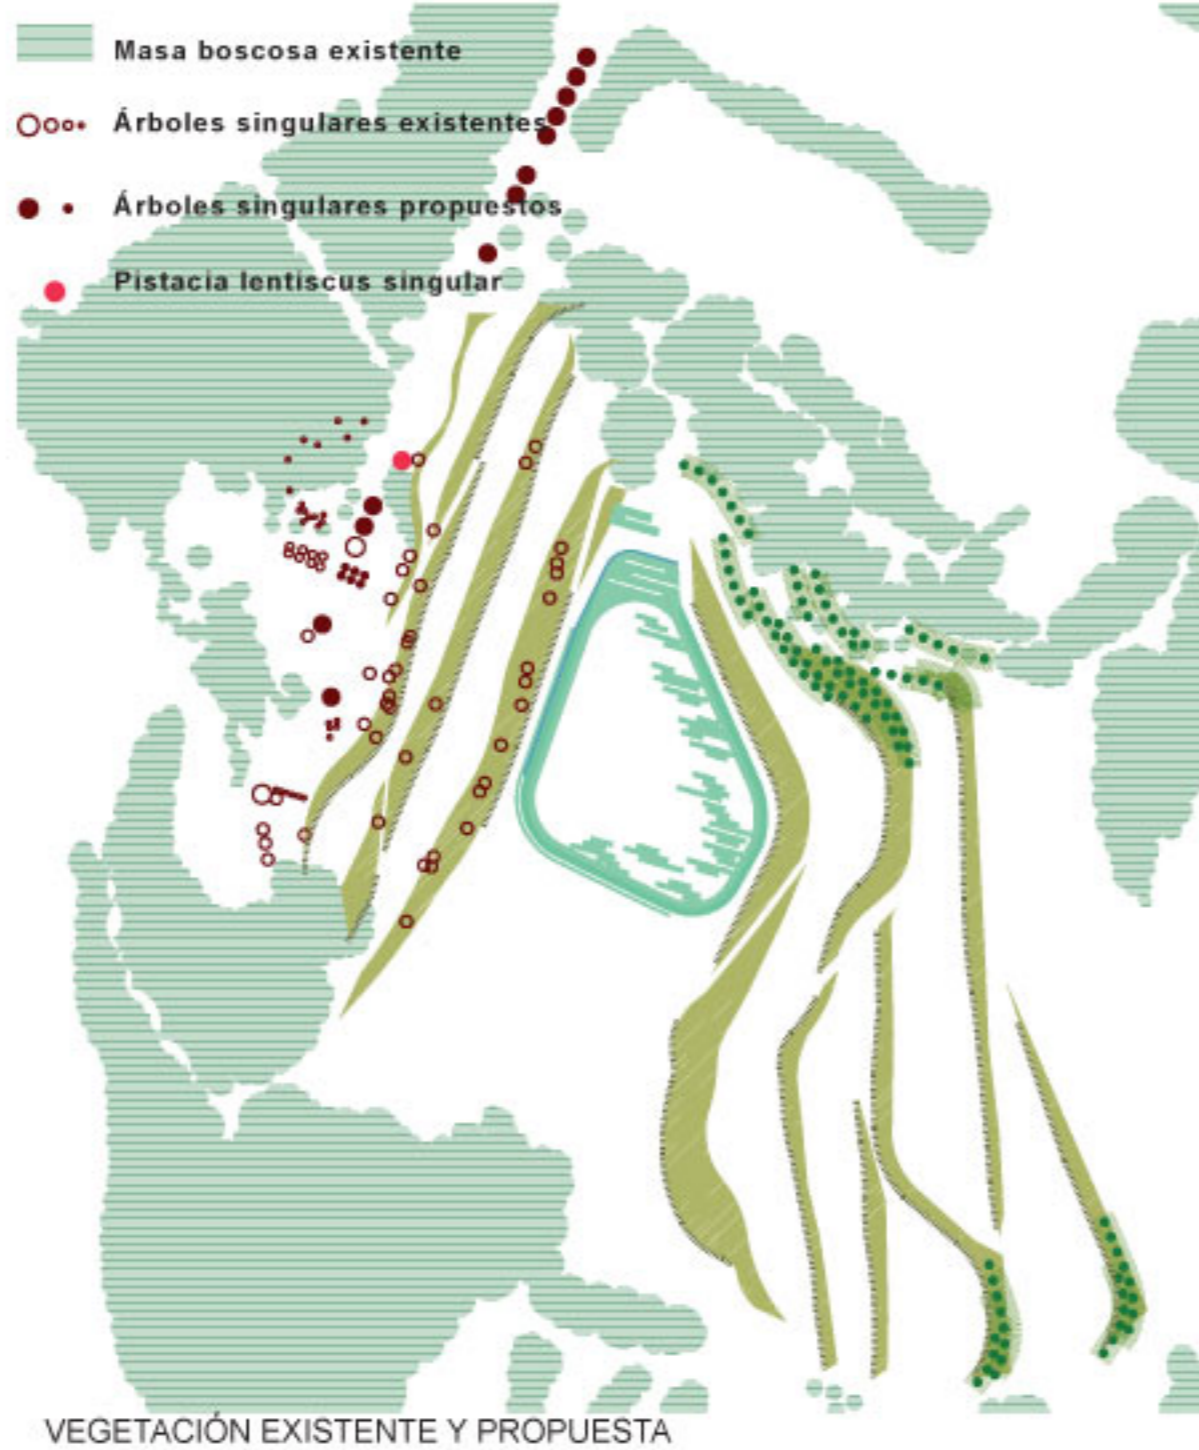 Masa boscosa existente
Árboles singulares existentes
Árboles singulares propuestos
Pistacia lentiscus singular
VEGETACIÓN EXISTENTE Y PROPUESTA